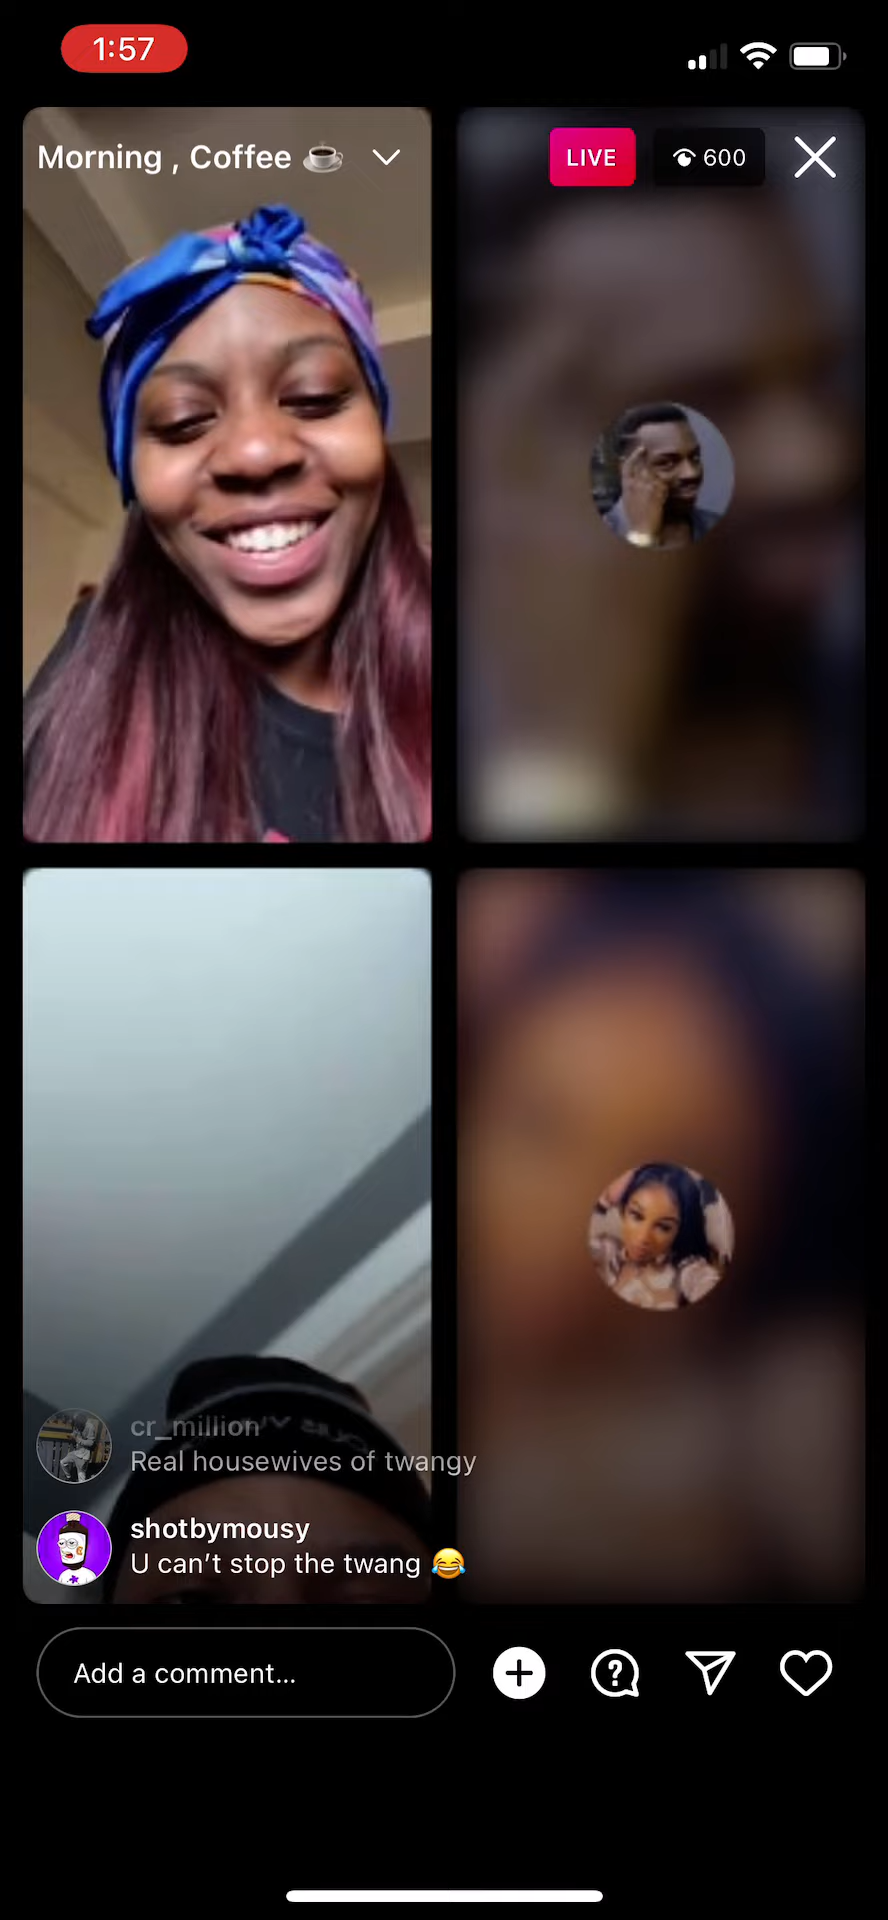 1:57
Morning , Coffee ☕
LIVE
600
cr_million
Real housewives of twangy
shotbymousy
U can’t stop the twang 😂
Add a comment...